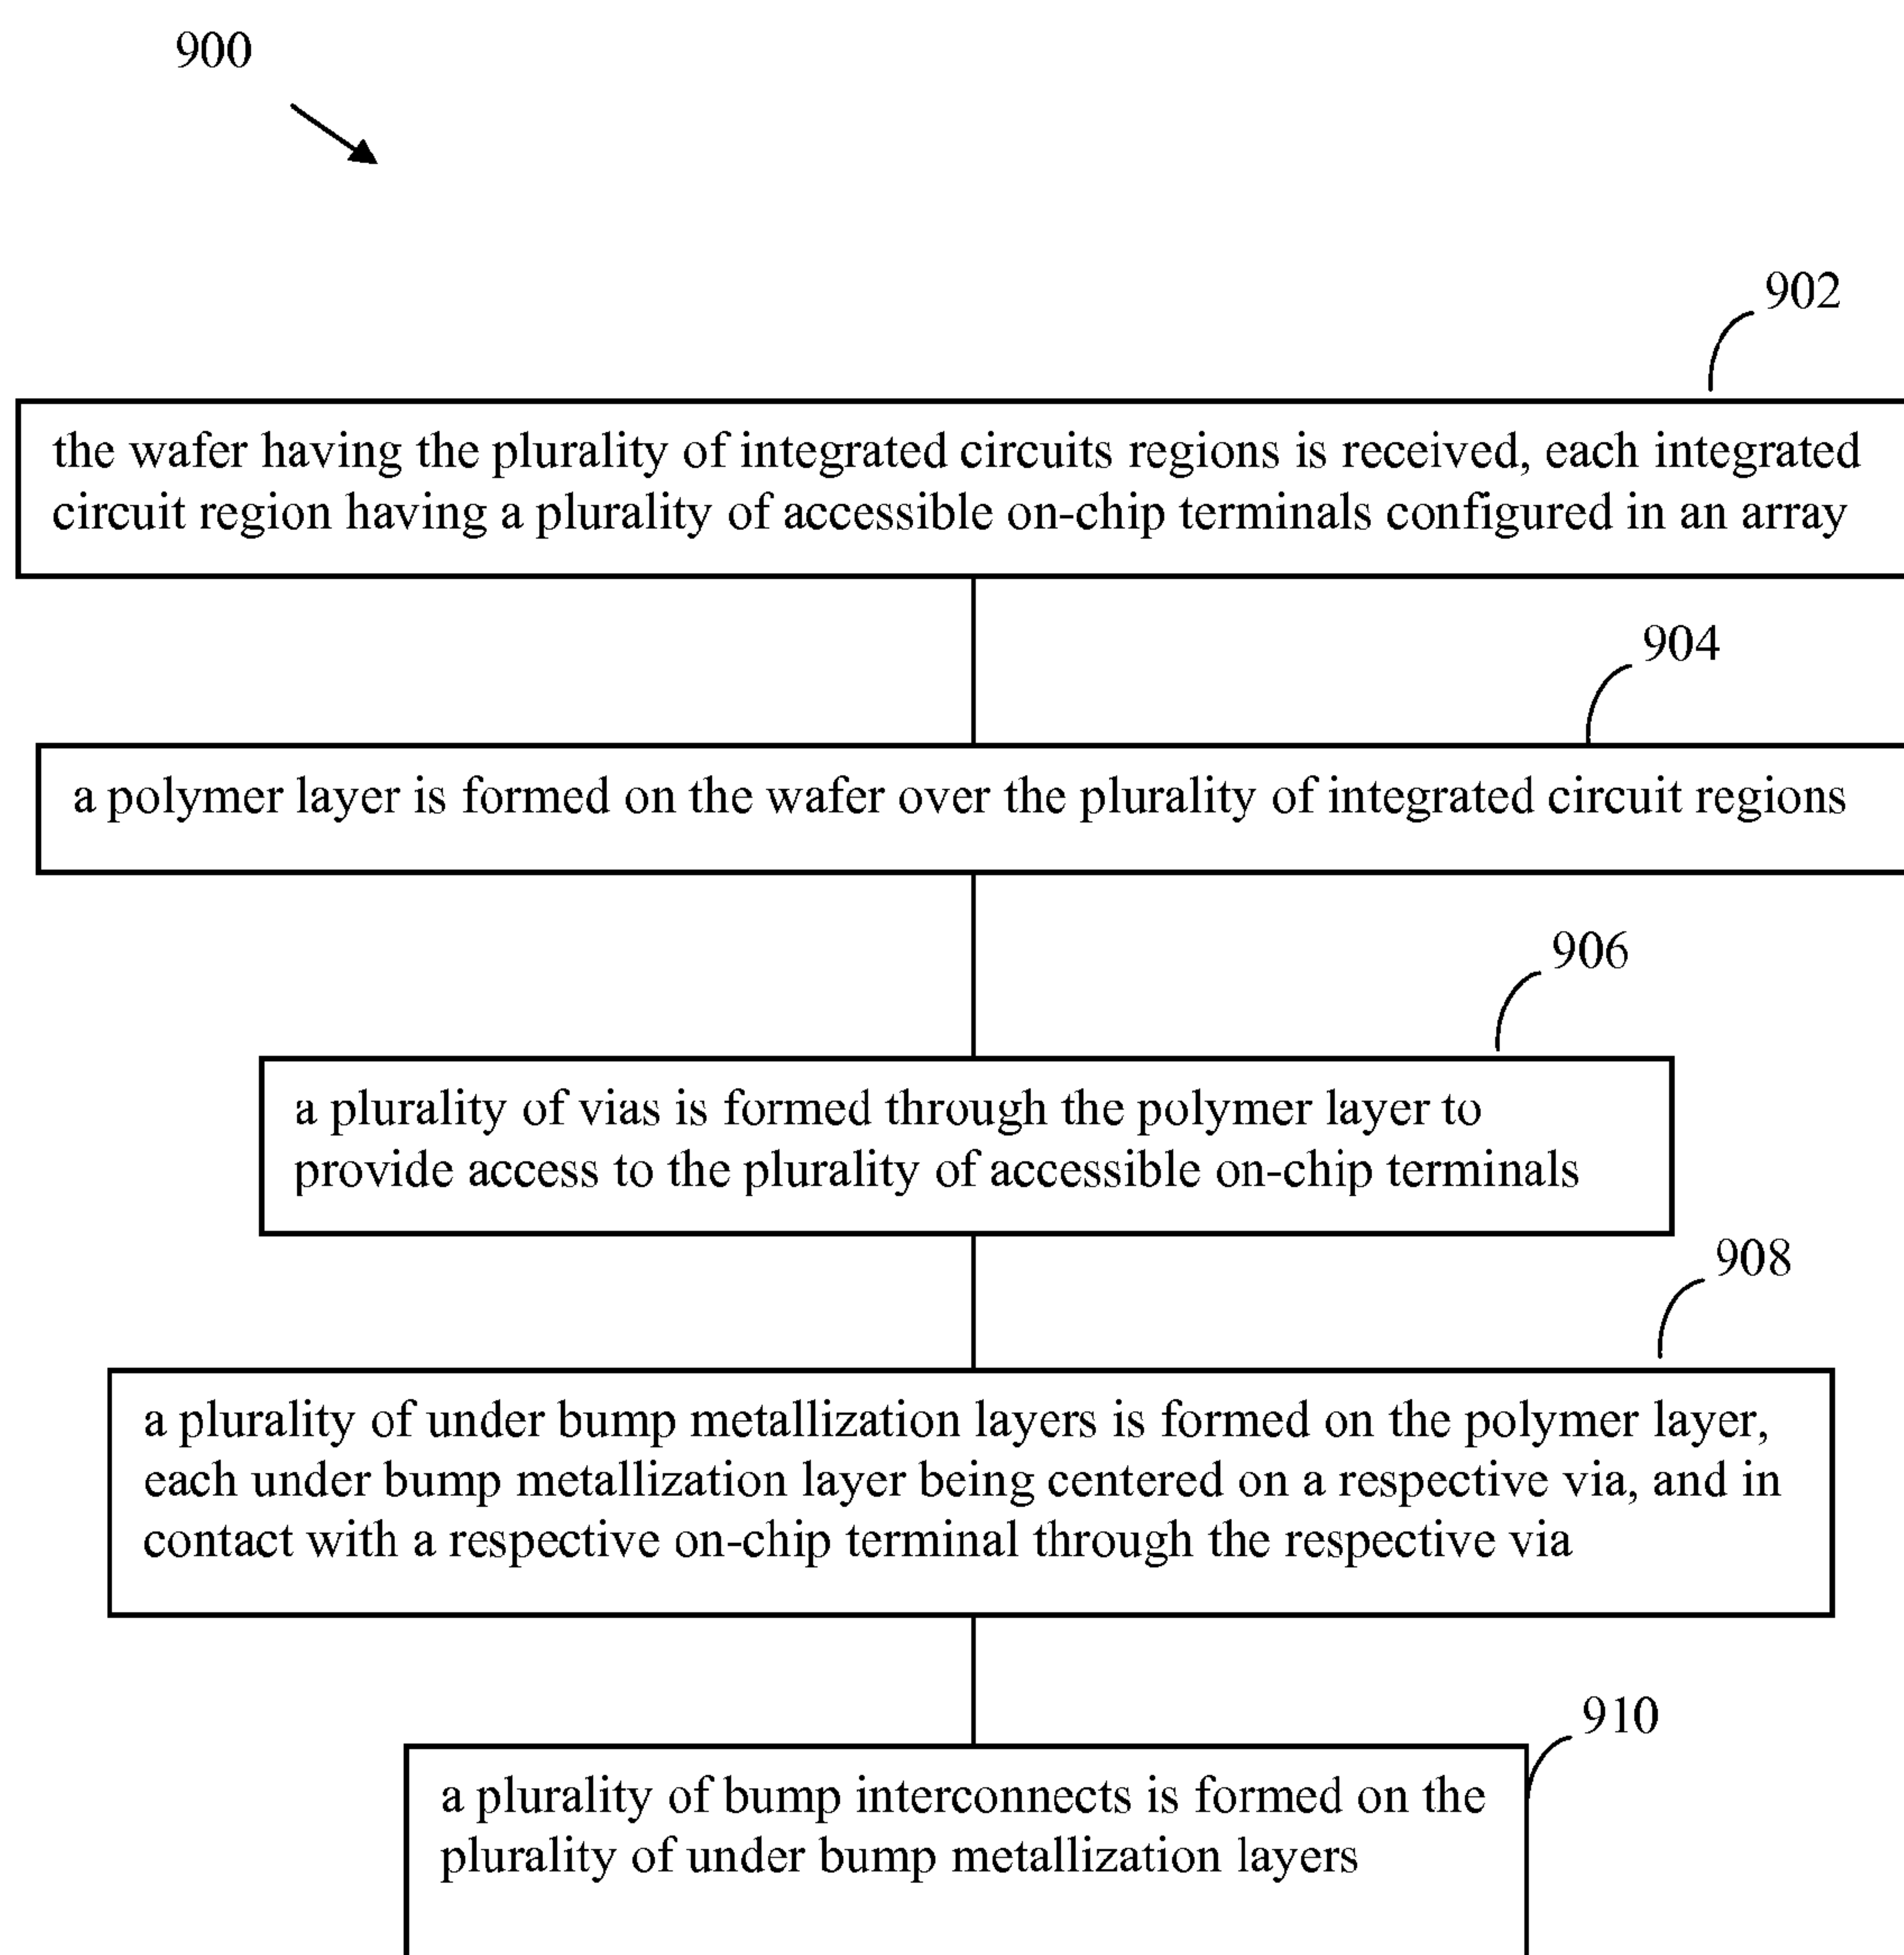 900
902
the wafer having the plurality of integrated circuits regions is received, each integrated
circuit region having a plurality of accessible on-chip terminals configured in an array
904
a polymer layer is formed on the wafer over the plurality of integrated circuit regions
906
a plurality of vias is formed through the polymer layer to
provide access to the plurality of accessible on-chip terminals
908
a plurality of under bump metallization layers is formed on the polymer layer,
each under bump metallization layer being centered on a respective via, and in
contact with a respective on-chip terminal through the respective via
910
a plurality of bump interconnects is formed on the
plurality of under bump metallization layers